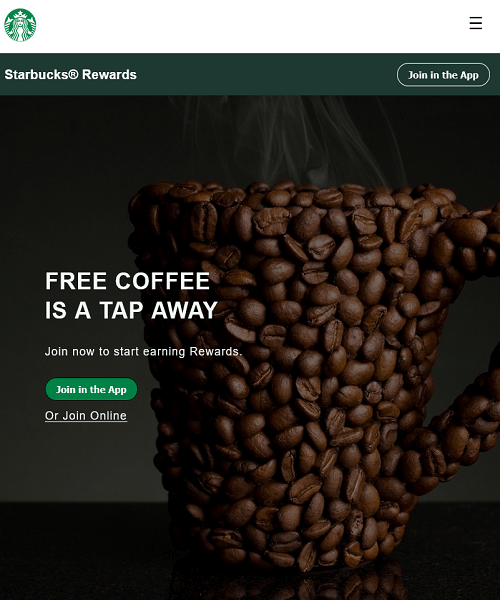 Starbucks® Rewards
Join in the App
FREE COFFEE
IS A TAP AWAY
Join now to start earning Rewards.
Join in the App
Or Join Online